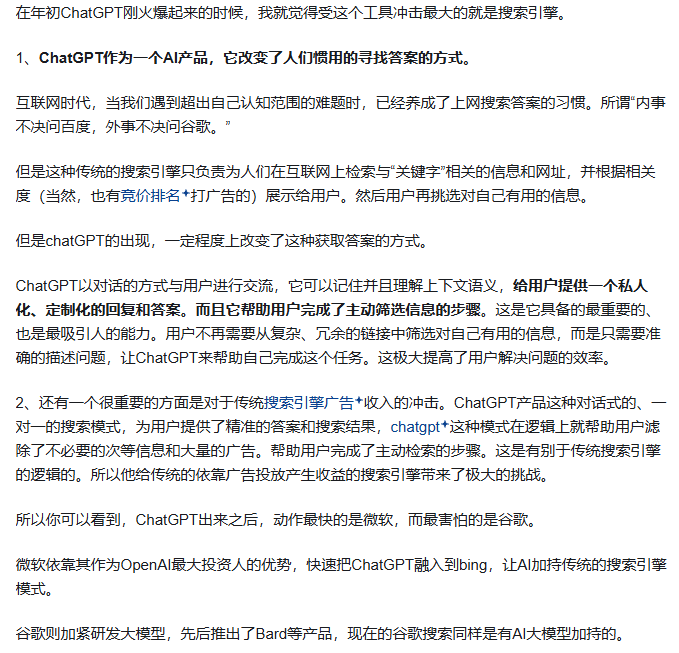 在年初ChatGPT刚火爆起来的时候，我就觉得受这个工具冲击最大的就是搜索引擎。
1、ChatGPT作为一个AI产品，它改变了人们惯用的寻找答案的方式。
互联网时代，当我们遇到超出自己认知范围的难题时，已经养成了上网搜索答案的习惯。所谓“内事
不决问百度，外事不决问谷歌。”
但是这种传统的搜索引擎只负责为人们在互联网上检索与“关键字”相关的信息和网址，并根据相关
度（当然，也有竞价排名打广告的）展示给用户。然后用户再挑选对自己有用的信息。
但是chatGPT的出现，一定程度上改变了这种获取答案的方式。
ChatGPT以对话的方式与用户进行交流，它可以记住并且理解上下文语义，给用户提供一个私人
化、定制化的回复和答案。而且它帮助用户完成了主动筛选信息的步骤。这是它具备的最重要的、
也是最吸引人的能力。用户不再需要从复杂、冗余的链接中筛选对自己有用的信息，而是只需要准
确的描述问题，让ChatGPT来帮助自己完成这个任务。这极大提高了用户解决问题的效率。
2、还有一个很重要的方面是对于传统搜索引擎广告收入的冲击。ChatGPT产品这种对话式的、一
对一的搜索模式，为用户提供了精准的答案和搜索结果，chatgpt这种模式在逻辑上就帮助用户滤
除了不必要的次等信息和大量的广告。帮助用户完成了主动检索的步骤。这是有别于传统搜索引擎
的逻辑的。所以他给传统的依靠广告投放产生收益的搜索引擎带来了极大的挑战。
所以你可以看到，ChatGPT出来之后，动作最快的是微软，而最害怕的是谷歌。
微软依靠其作为OpenAI最大投资人的优势，快速把ChatGPT融入到bing，让AI加持传统的搜索引擎
模式。
谷歌则加紧研发大模型，先后推出了Bard等产品，现在的谷歌搜索同样是有AI大模型加持的。